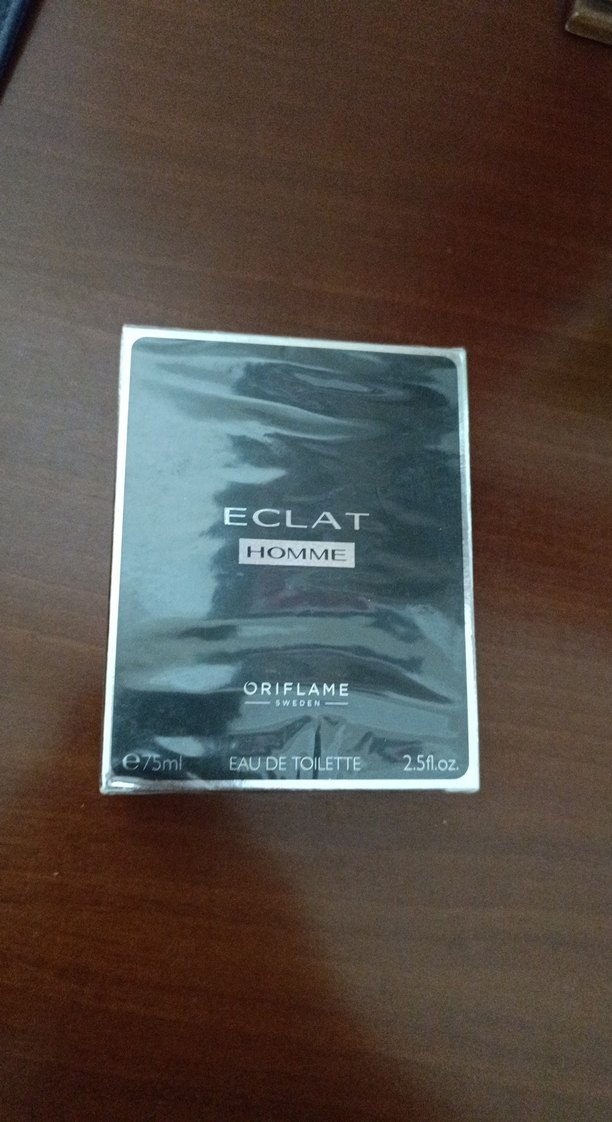 ECLAT
HOMME
ORIFLAME
SWEDEN
℮75ml EAU DE TOILETTE 2.5fl.oz.